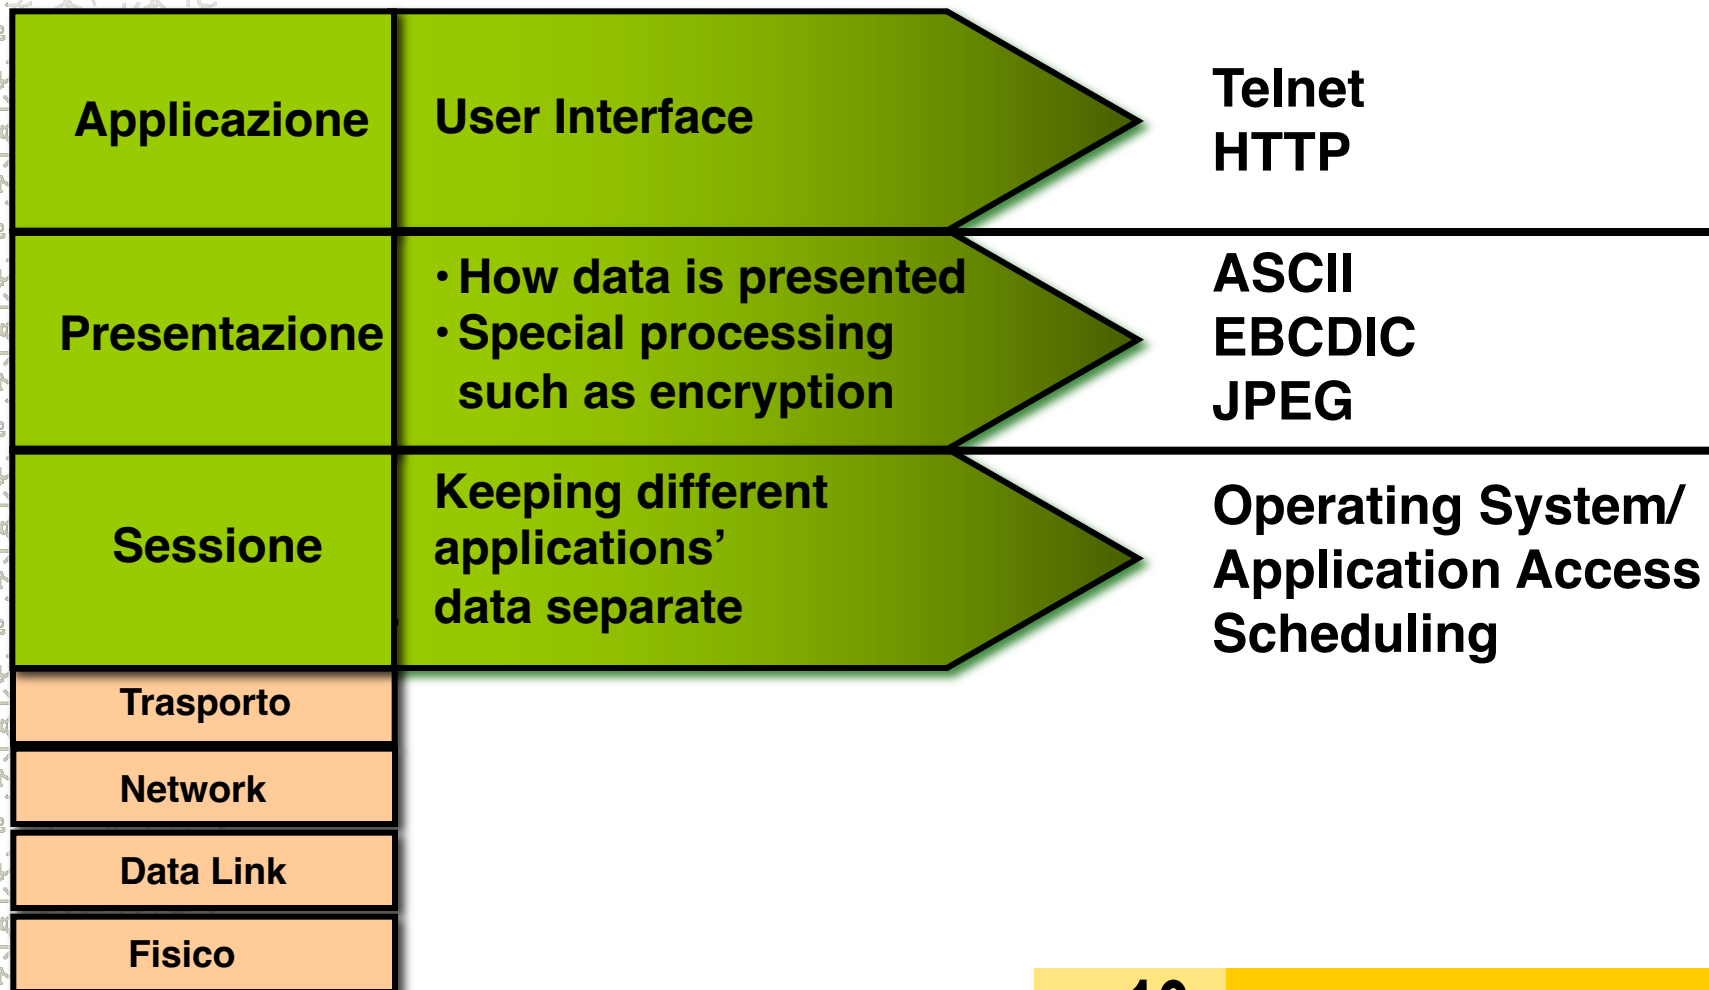 Applicazione
User Interface
Telnet
HTTP
Presentazione
• How data is presented
• Special processing
such as encryption
ASCII
EBCDIC
JPEG
Sessione
Keeping different
applications’
data separate
Operating System/
Application Access
Scheduling
Trasporto
Network
Data Link
Fisico